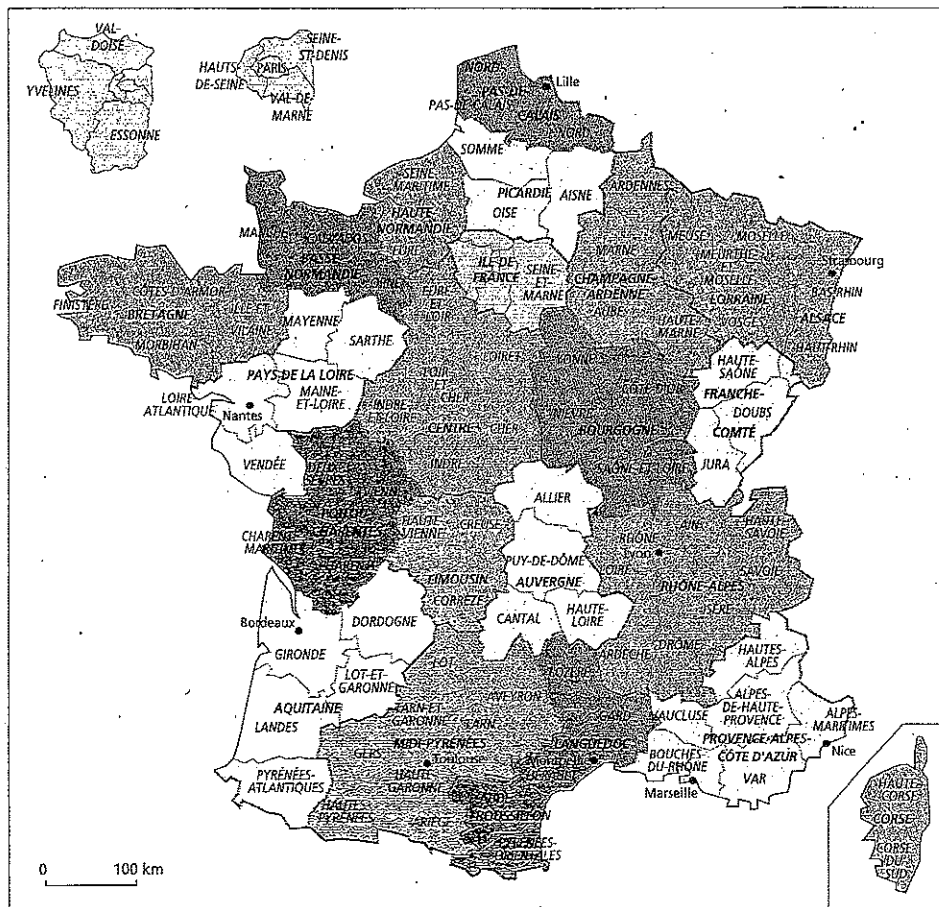 VAL-
D'OISE
YVELINES
ESSONNE
SEINE-
ST-DENIS
HAUTS-
DE-SEINE
PARIS
VAL-DE-
MARNE
NORD-
PAS-DE-
CALAIS
Lille
PAS-DE-CALAIS
NORD
SOMME
PICARDIE
OISE
AISNE
SEINE
MARITIME
HAUTE
NORMANDIE
EURE
BASSE
NORMANDIE
ARDENNES
MARNE
CHAMPAGNE-
ARDENNE
AUBE
HAUTE
MARNE
MEUSE
MOSELLE
MEURTHE ET
MOSELLE
LORRAINE
VOSGES
Strasbourg
BAS-RHIN
ALSACE
HAUT-RHIN
ILE-DE-
FRANCE
SEINE-
ET-
MARNE
FINISTÈRE
CÔTES D'ARMOR
BRETAGNE
ILLE
ET
VILAINE
MORBIHAN
MAYENNE
SARTHE
PAYS DE LA LOIRE
MAINE-
ET-LOIRE
LOIRE-
ATLANTIQUE
Nantes
VENDÉE
EURE ET
LOIR
LOIRET
LOIR ET
CHER
INDRE
ET LOIRE
CENTRE
CHER
INDRE
YONNE
CÔTE D'OR
NIÈVRE
BOURGOGNE
SAÔNE-ET-LOIRE
HAUTE-
SAÔNE
FRANCHE-
DOUBS
COMTÉ
JURA
DEUX
SÈVRES
VIENNE
POITOU
CHARENTE
HAUTE
VIENNE
CREUSE
LIMOUSIN
CORRÈZE
ALLIER
PUY-DE-DÔME
AUVERGNE
CANTAL
HAUTE-
LOIRE
AIN
HAUTE
SAVOIE
RHÔNE
Lyon
LOIRE
SAVOIE
RHÔNE-ALPES
ISÈRE
ARDÈCHE
DRÔME
Bordeaux
GIRONDE
DORDOGNE
LOT-ET-
GARONNE
AQUITAINE
LANDES
PYRÉNÉES-
ATLANTIQUES
LOT
AVEYRON
TARN-ET
GARONNE
TARN
GERS
MIDI-PYRÉNÉES
Toulouse
HAUTE
GARONNE
HAUTES
PYRÉNÉES
ARIÈGE
LOZÈRE
GARD
LANGUEDOC
Montpellier
HÉRAULT
ROUSSILLON
PYRÉNÉES-
ORIENTALES
HAUTES-
ALPES
ALPES-
DE-HAUTE-
PROVENCE
ALPES-
MARITIMES
VAUCLUSE
PROVENCE-ALPES-
CÔTE D'AZUR
BOUCHES-
DU-RHÔNE
VAR
Nice
Marseille
HAUTE
CORSE
CORSE
CORSE
DU
SUD
0 100 km